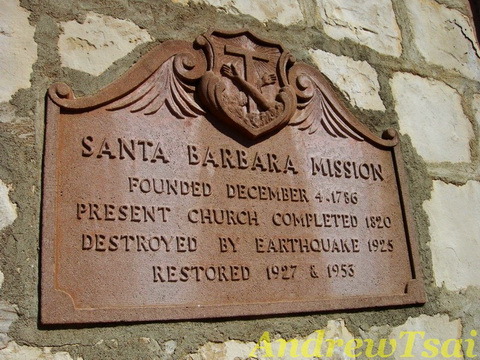 SANTA BARBARA MISSION
FOUNDED DECEMBER 4, 1786
PRESENT CHURCH COMPLETED 1820
DESTROYED BY EARTHQUAKE 1925
RESTORED 1927 & 1953
AndrewTsai